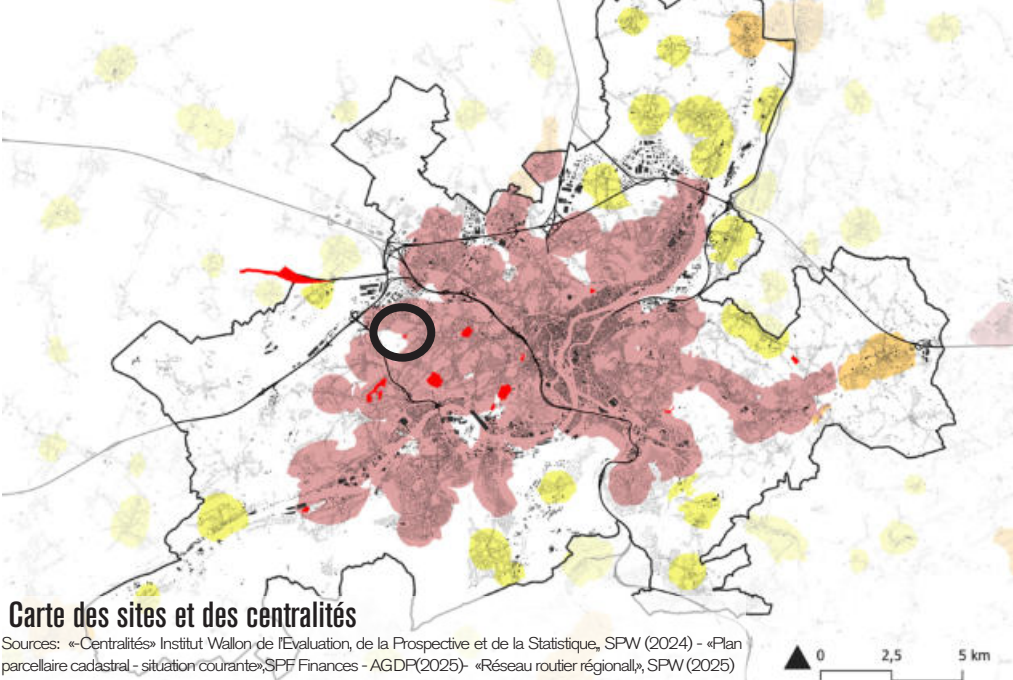 Carte des sites et des centralités
Sources: «-Centralités» Institut Wallon de l'Evaluation, de la Prospective et de la Statistique,, SPW (2024) - «Plan
parcellaire cadastral - situation courante»,SPF Finances - AGDP(2025)- «Réseau routier régional,», SPW (2025)
0 2,5 5 km